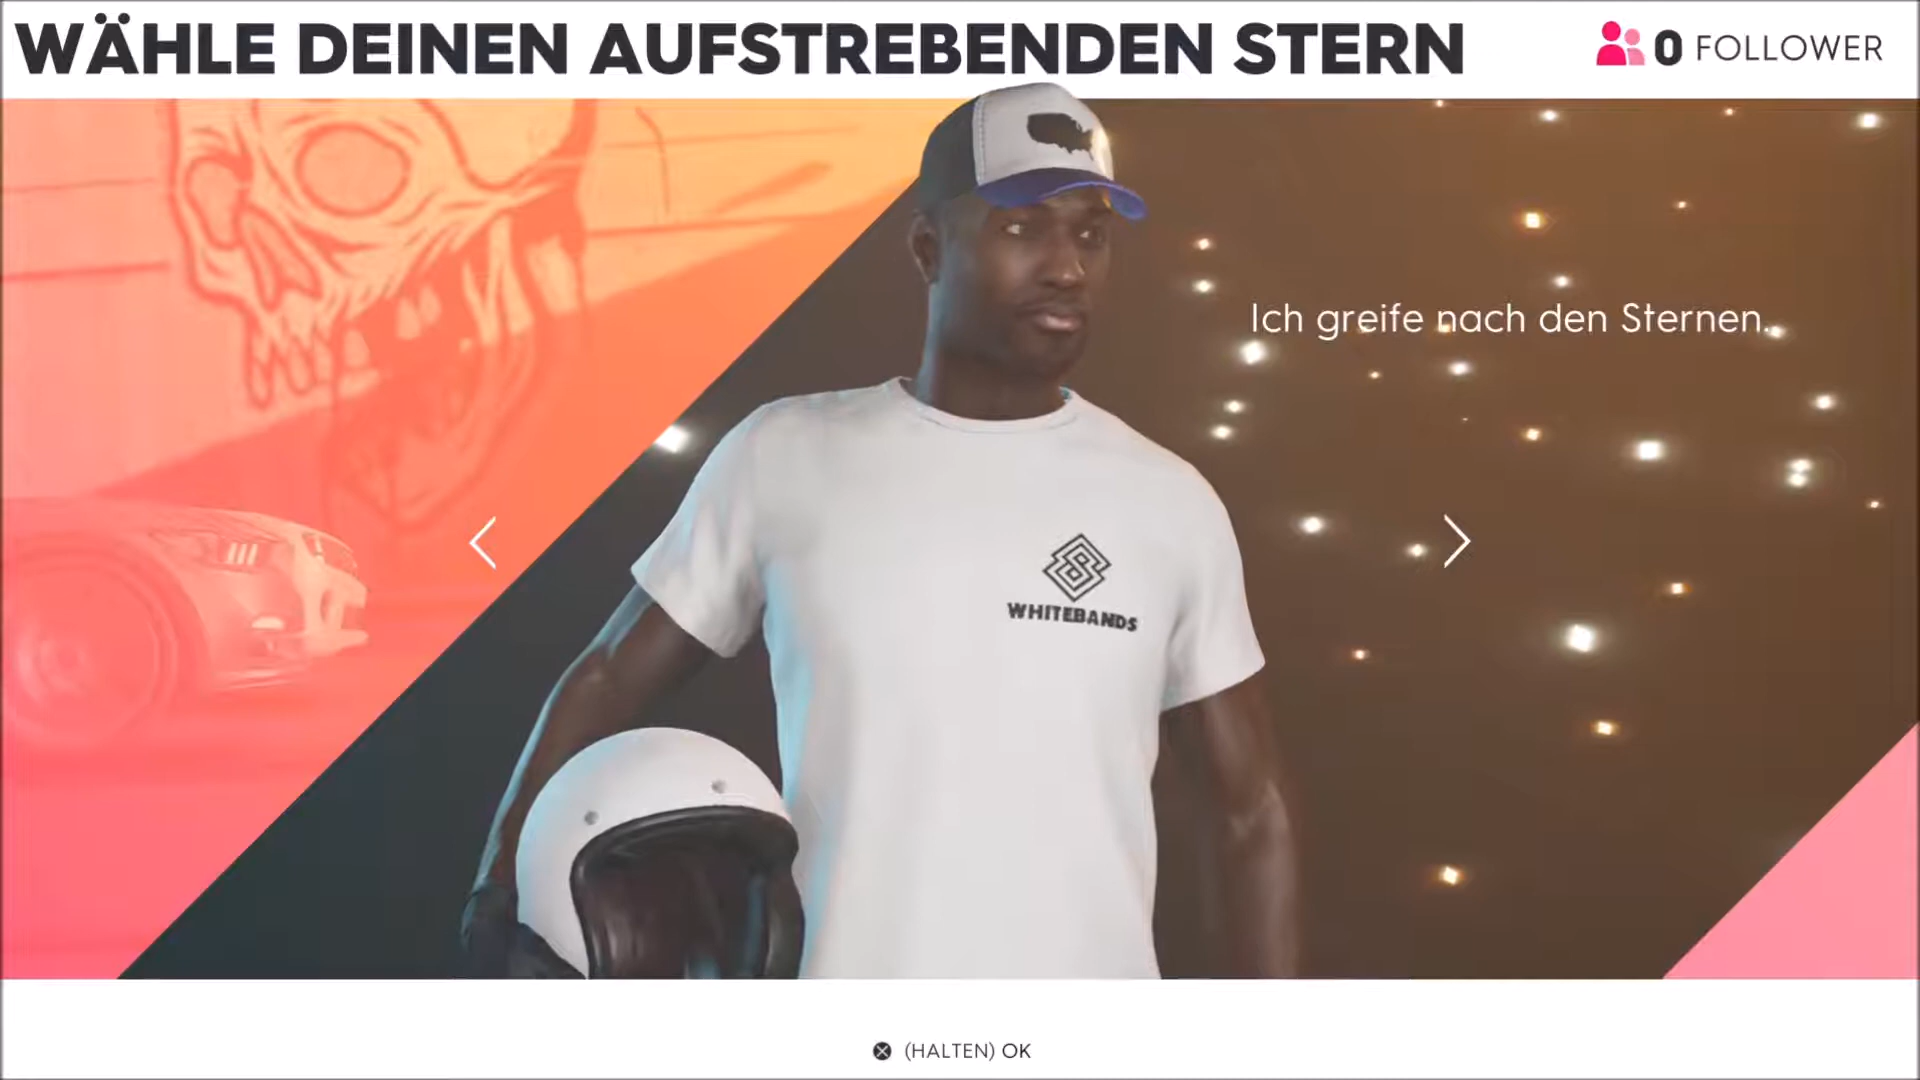 WÄHLE DEINEN AUFSTREBENDEN STERN
0 FOLLOWER
Ich greife nach den Sternen.
WHITEBANDS
(HALTEN) OK